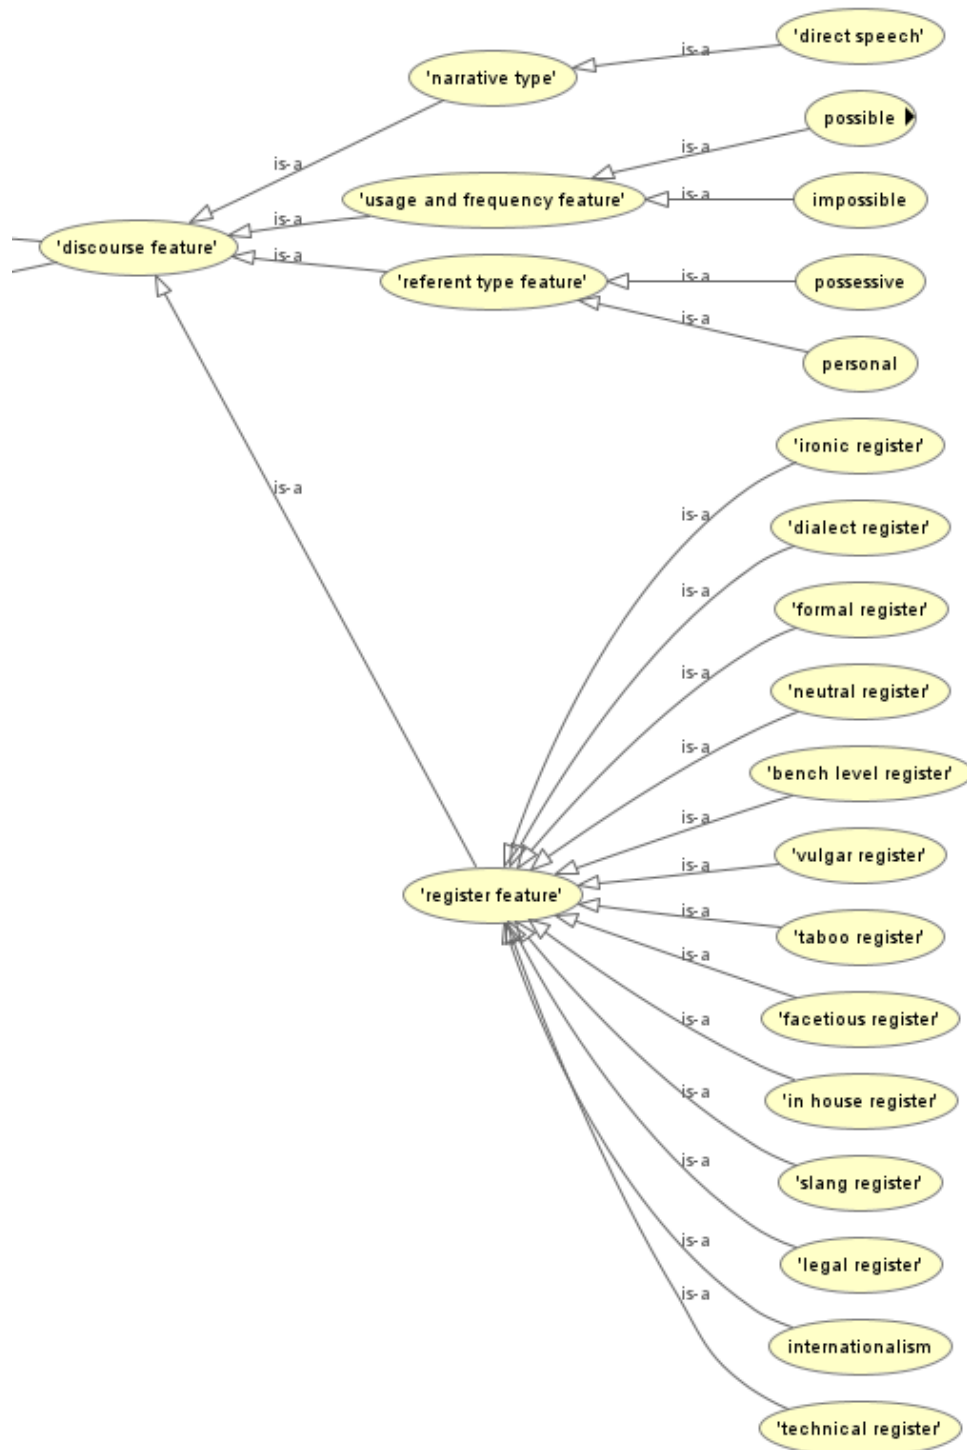 'direct speech'
is-a
'narrative type'
possible
is-a
is-a
'usage and frequency feature'
is-a
impossible
is-a
'discourse feature'
is-a
'referent type feature'
is-a
possessive
is-a
personal
'ironic register'
is-a
is-a
'dialect register'
is-a
'formal register'
is-a
'neutral register'
is-a
'bench level register'
is-a
'vulgar register'
is-a
'register feature'
is-a
'taboo register'
is-a
'facetious register'
is-a
'in house register'
is-a
'slang register'
is-a
'legal register'
is-a
internationalism
is-a
'technical register'